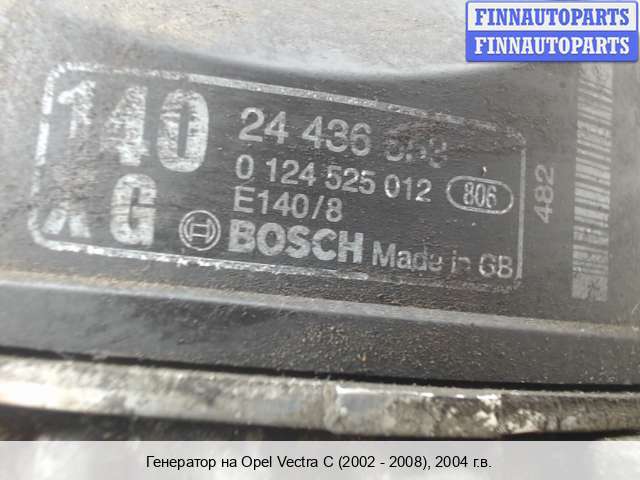 FINNAUTOPARTS
FINNAUTOPARTS
140
XG
24 436
0 124 525 012
806
E140/8
BOSCH Made in GB
482
Генератор на Opel Vectra C (2002 - 2008), 2004 г.в.